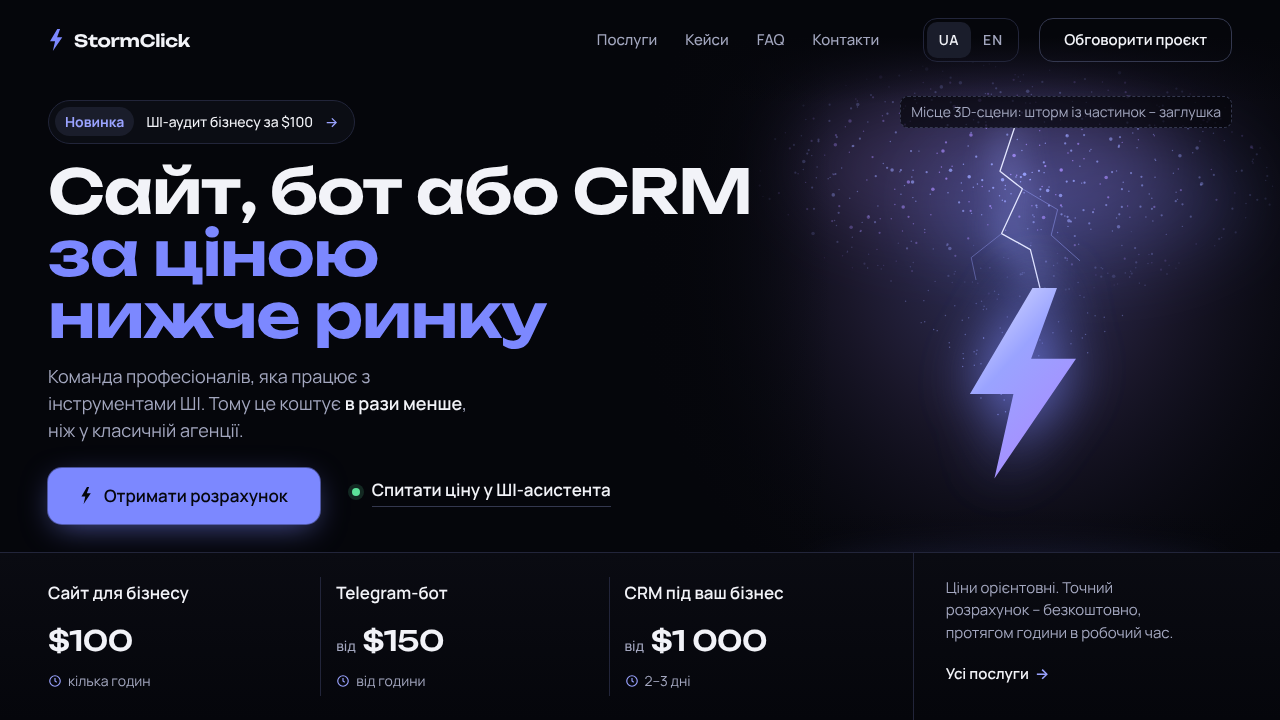 StormClick
Послуги Кейси FAQ Контакти UA EN Обговорити проєкт
Новинка ШІ-аудит бізнесу за $100 →
Місце 3D-сцени: шторм із частинок – заглушка
Сайт, бот або CRM
за ціною
нижче ринку
Команда професіоналів, яка працює з
інструментами ШІ. Тому це коштує в рази менше,
ніж у класичній агенції.
Отримати розрахунок
Спитати ціну у ШІ-асистента
Сайт для бізнесу
$100
кілька годин
Telegram-бот
від $150
від години
CRM під ваш бізнес
від $1 000
2–3 дні
Ціни орієнтовні. Точний
розрахунок – безкоштовно,
протягом години в робочий час.
Усі послуги →